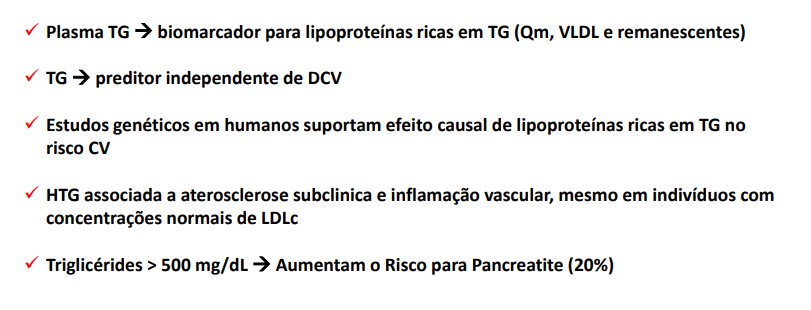 ✓ Plasma TG → biomarcador para lipoproteínas ricas em TG (Qm, VLDL e remanescentes)
✓ TG → preditor independente de DCV
✓ Estudos genéticos em humanos suportam efeito causal de lipoproteínas ricas em TG no
risco CV
✓ HTG associada a aterosclerose subclinica e inflamação vascular, mesmo em indivíduos com
concentrações normais de LDLc
✓ Triglicérides > 500 mg/dL → Aumentam o Risco para Pancreatite (20%)